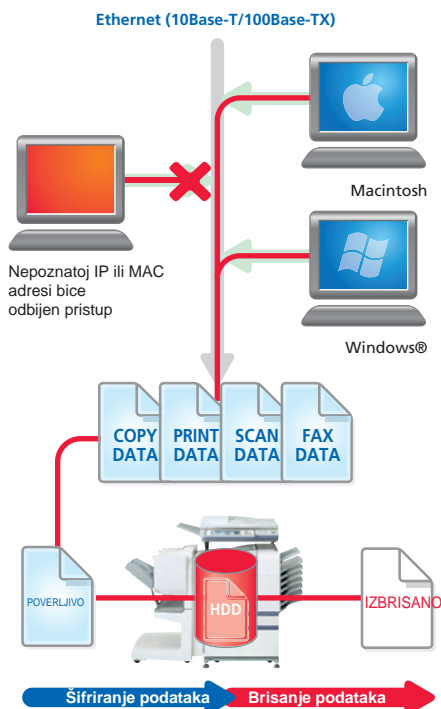 Ethernet (10Base-T/100Base-TX)
Macintosh
Nepoznatoj IP ili MAC
adresi bice
odbijen pristup
Windows®
COPY
DATA
PRINT
DATA
SCAN
DATA
FAX
DATA
POVERLJIVO
HDD
IZBRISANO
Šifriranje podataka
Brisanje podataka